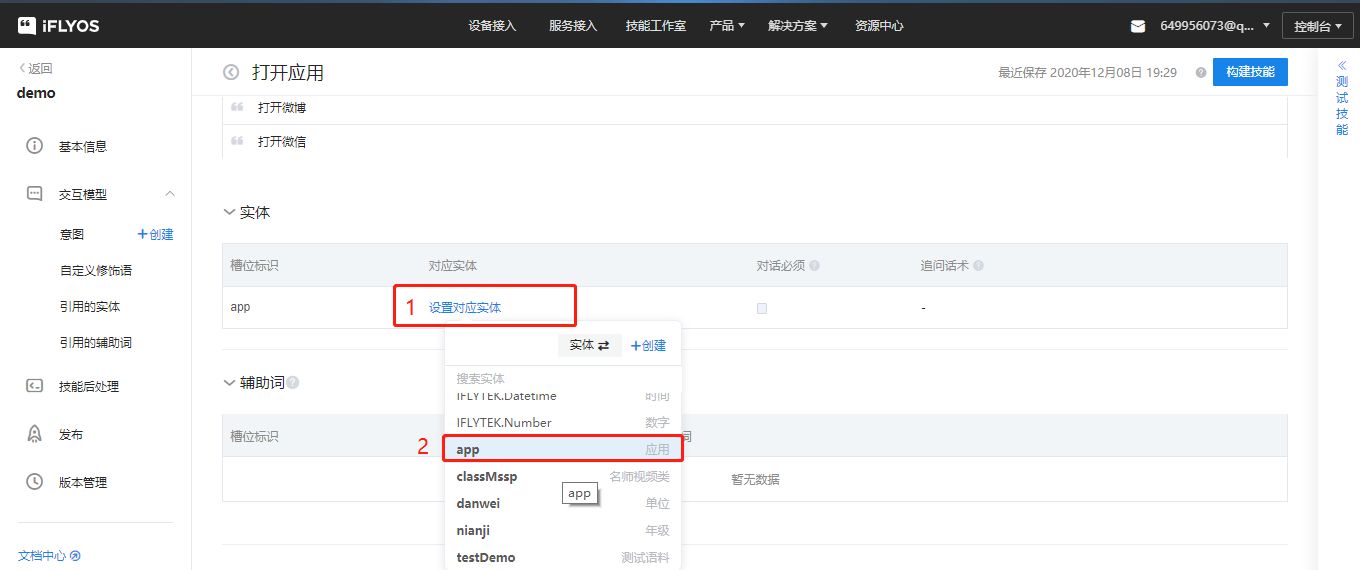 iFLYOS 设备接入 服务接入 技能工作室 产品 解决方案 资源中心 649956073@q... 控制台
返回
demo
基本信息
交互模型
意图 +创建
自定义修饰语
引用的实体
引用的辅助词
技能后处理
发布
版本管理
文档中心
打开应用 最近保存 2020年12月08日 19:29 构建技能
打开微博
打开微信
实体
槽位标识 对应实体 对话必须 追问话术
app 1 设置对应实体 -
实体 +创建
搜索实体
IFLYTEK.Datetime 时间
IFLYTEK.Number 数字
2 app 应用
classMssp 名师视频类
app
danwei 单位
nianji 年级
testDemo 测试语料
辅助词
槽位标识 词
暂无数据
测试技能